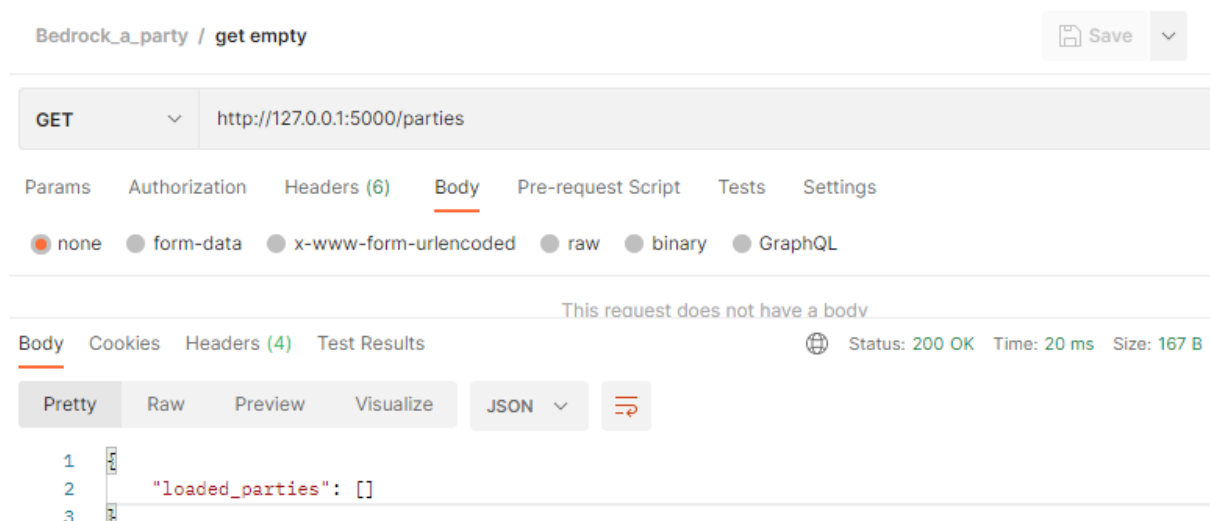 Bedrock_a_party / get empty Save
GET http://127.0.0.1:5000/parties
Params Authorization Headers (6) Body Pre-request Script Tests Settings
none form-data x-www-form-urlencoded raw binary GraphQL
This request does not have a body
Body Cookies Headers (4) Test Results Status: 200 OK Time: 20 ms Size: 167 B
Pretty Raw Preview Visualize JSON
1 {
2 "loaded_parties": []
3 }